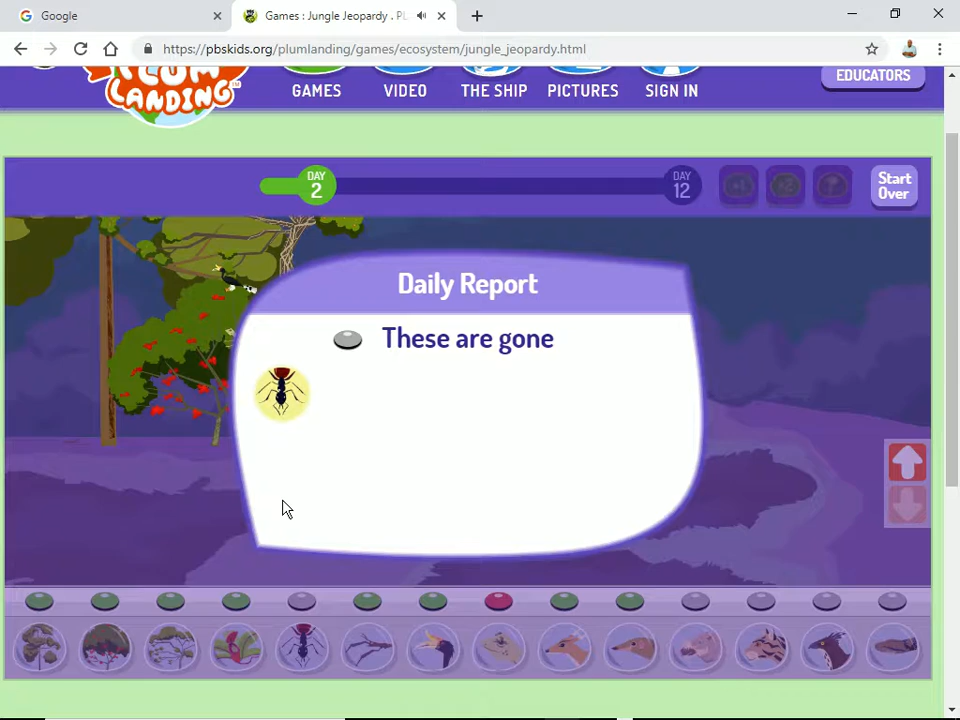 Google
Games : Jungle Jeopardy . PL
https://pbskids.org/plumlanding/games/ecosystem/jungle_jeopardy.html
LANDING
GAMES
VIDEO
THE SHIP
PICTURES
SIGN IN
EDUCATORS
DAY
2
DAY
12
Start
Over
Daily Report
These are gone